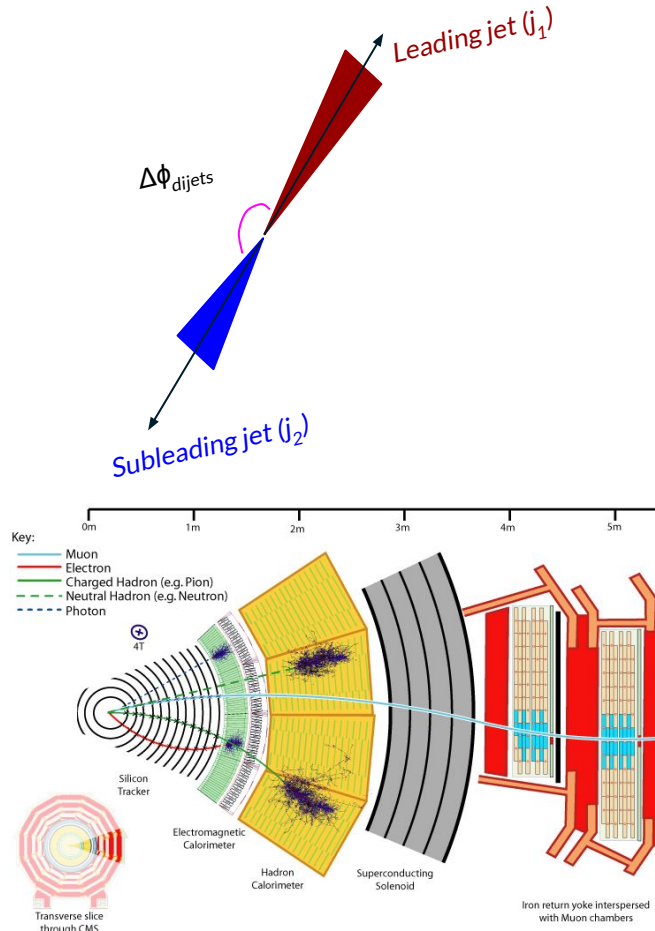 Leading jet (j1)
Δϕdijets
Subleading jet (j2)
0m 1m 2m 3m 4m 5m
Key:
Muon
Electron
Charged Hadron (e.g. Pion)
Neutral Hadron (e.g. Neutron)
Photon
4T
Silicon
Tracker
Electromagnetic
Calorimeter
Hadron
Calorimeter
Superconducting
Solenoid
Iron return yoke interspersed
with Muon chambers
Transverse slice
through CMS